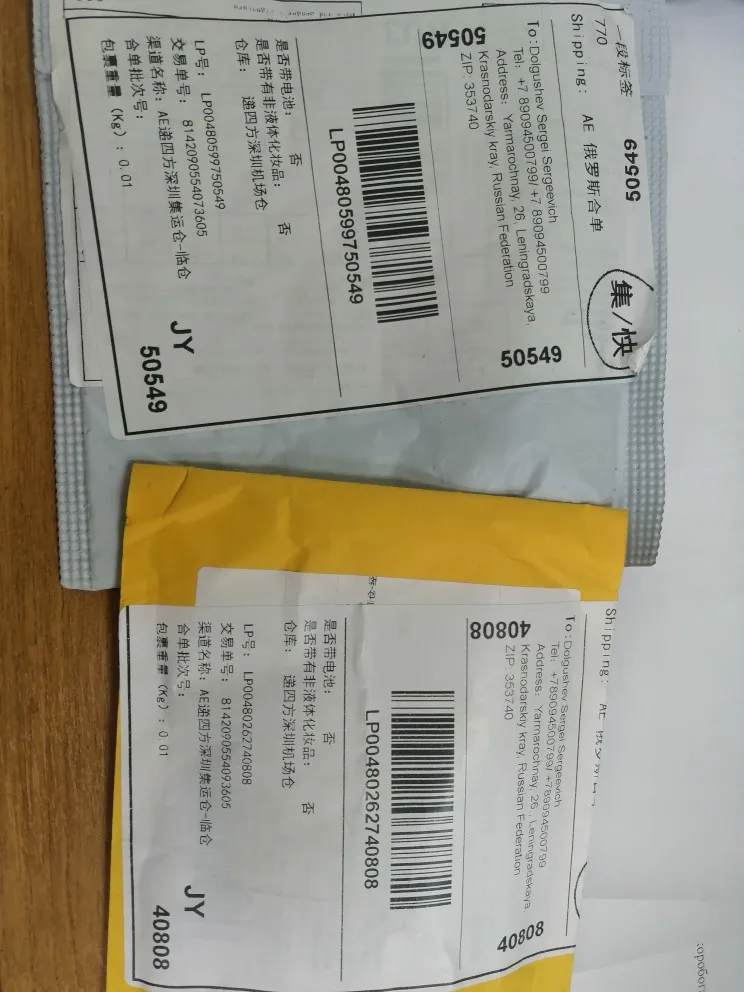 一段标签
50549
770
Shipping: AE 俄罗斯合单
集/快
To:Dolgushev Sergei Sergeevich
Tel: +7 89094500799/+7 89094500799
Address: Yarmarochnay, 26, Leningradskaya,
Krasnodarskiy kray, Russian Federation
ZIP: 353740
50549
50549
LP00480599750549
是否带电池: 否
是否带有非液体化妆品: 否
仓库: 递四方深圳机场仓
LP号: LP00480599750549
交易单号: 8142090554073605
渠道名称: AE递四方深圳集运仓-临仓
合单批次号:
包裹重量 (Kg) : 0.01
JY
50549
Shipping: AE
To:Dolgushev Sergei Sergeevich
Tel: +789094500799/+789094500799
Address: Yarmarochnay, 26 , Leningradskaya,
Krasnodarskiy kray, Russian Federation
ZIP: 353740
40808
40808
LP00480262740808
是否带电池: 否
是否带有非液体化妆品: 否
仓库: 递四方深圳机场仓
LP号: LP00480262740808
交易单号: 8142090554093605
渠道名称: AE递四方深圳集运仓-临仓
合单批次号:
包裹重量 (Kg) : 0.01
JY
40808